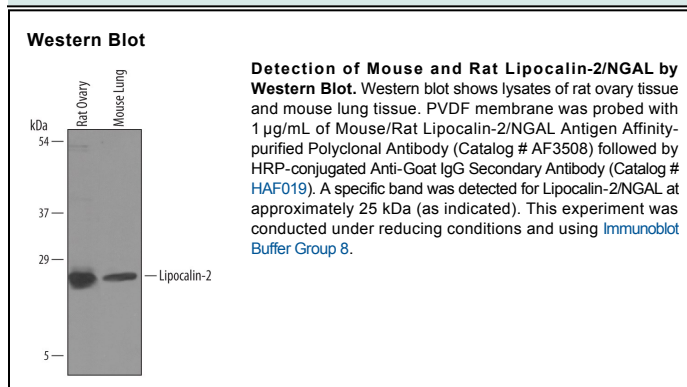 Western Blot
Rat Ovary
Mouse Lung
kDa
54
37
29
5
Lipocalin-2
Detection of Mouse and Rat Lipocalin-2/NGAL by
Western Blot. Western blot shows lysates of rat ovary tissue
and mouse lung tissue. PVDF membrane was probed with
1 µg/mL of Mouse/Rat Lipocalin-2/NGAL Antigen Affinity-
purified Polyclonal Antibody (Catalog # AF3508) followed by
HRP-conjugated Anti-Goat IgG Secondary Antibody (Catalog #
HAF019). A specific band was detected for Lipocalin-2/NGAL at
approximately 25 kDa (as indicated). This experiment was
conducted under reducing conditions and using Immunoblot
Buffer Group 8.